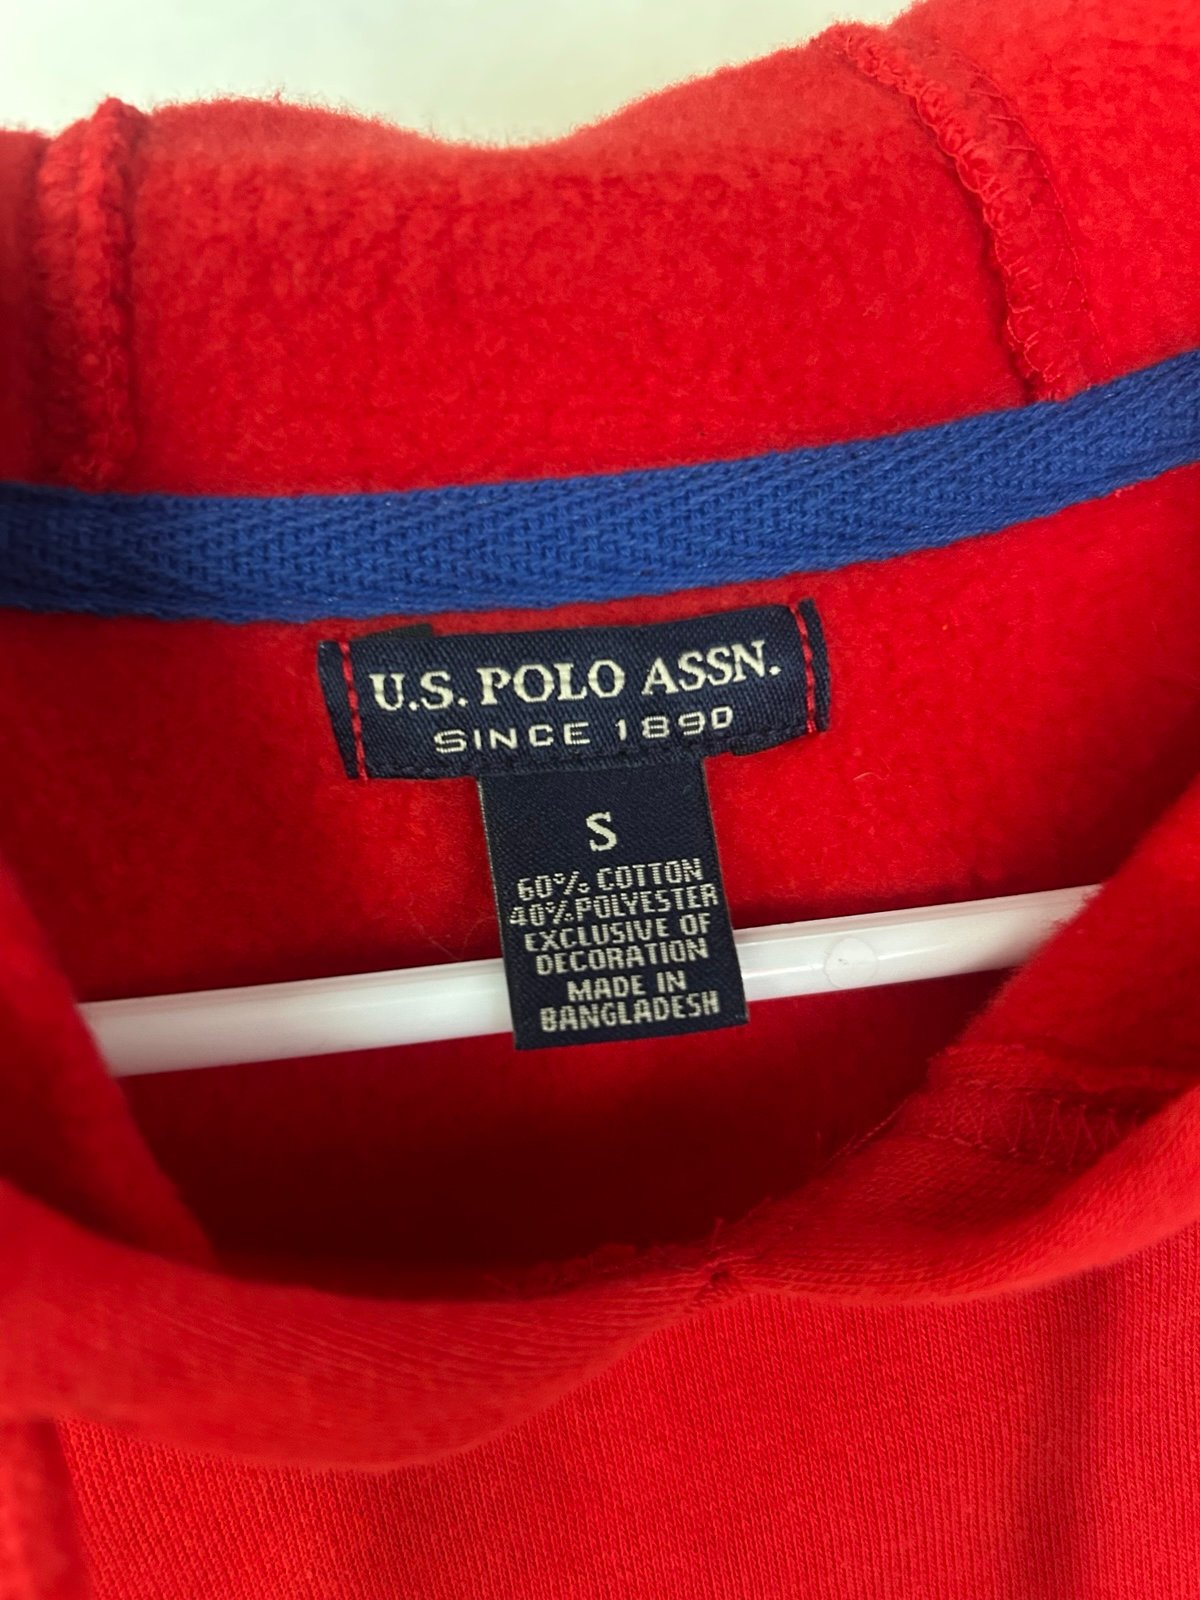 U.S. POLO ASSN.
SINCE 1890
S
60% COTTON
40% POLYESTER
EXCLUSIVE OF
DECORATION
MADE IN
BANGLADESH